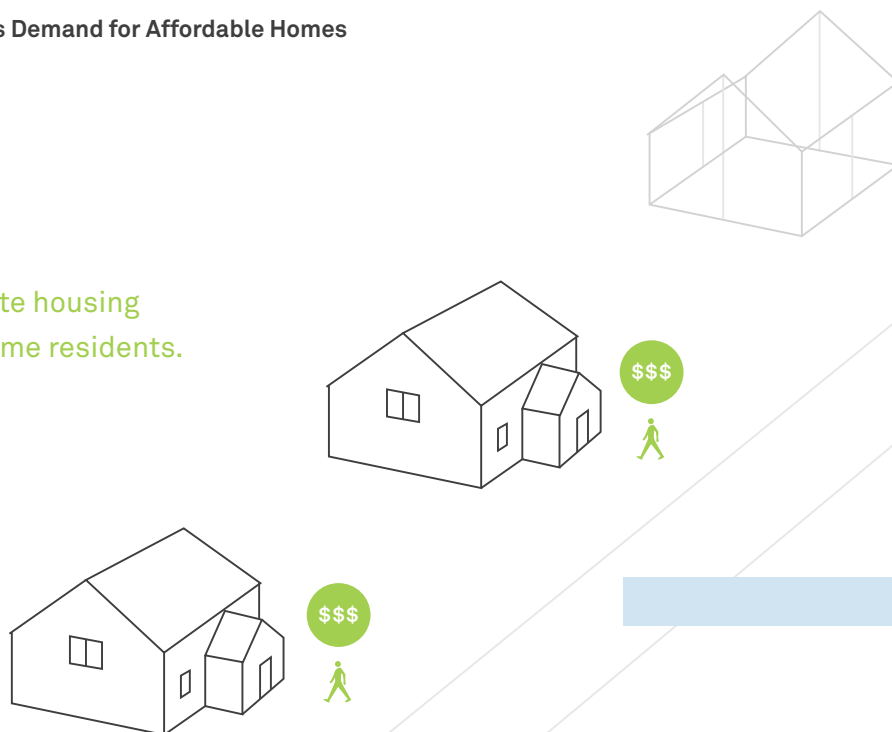 s Demand for Affordable Homes
te housing
me residents.
$$$
$$$